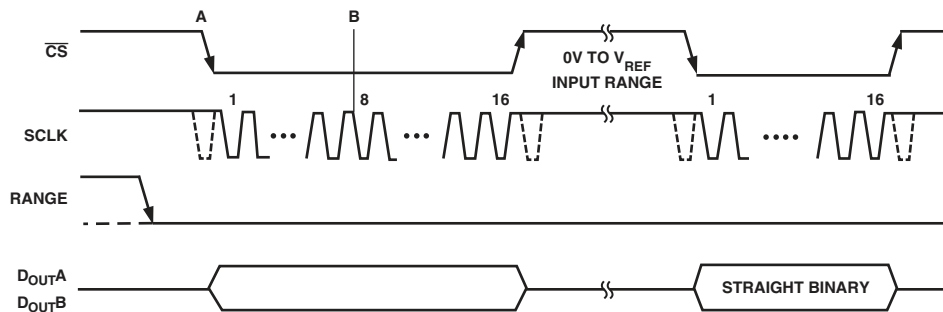 A
B
CS
0V TO VREF
INPUT RANGE
1
8
16
1
16
SCLK
RANGE
DOUTA
STRAIGHT BINARY
DOUTB